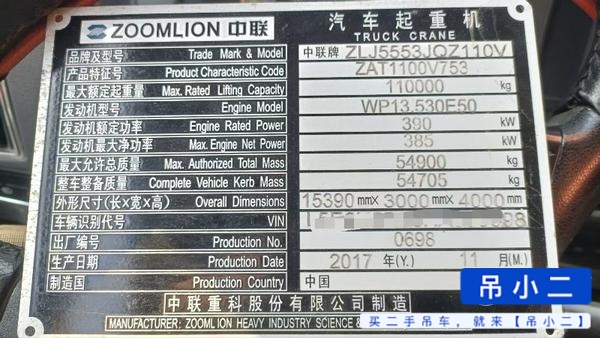 ZOOMLION 中联 汽车起重机
TRUCK CRANE
品牌及型号 Trade Mark & Model 中联牌 ZLJ5553JQZ110V
产品特征号 Product Characteristic Code ZAT1100V753
最大额定起重量 Max. Rated Lifting Capacity 110000 kg
发动机型号 Engine Model WP13.530E50
发动机额定功率 Engine Rated Power 390 kW
发动机最大净功率 Max. Engine Net Power 385 kW
最大允许总质量 Max. Authorized Total Mass 54900 kg
整车整备质量 Complete Vehicle Kerb Mass 54705 kg
外形尺寸(长×宽×高) Overall Dimensions 15390 mm× 3000 mm× 4000 mm
车辆识别代号 VIN
出厂编号 Production No. 0698
生产日期 Production Date 2017 年(Y.) 11 月(M.)
制造国 Production Country 中国
中联重科股份有限公司制造
MANUFACTURER: ZOOMLION HEAVY INDUSTRY SCIENCE &
吊小二
买二手吊车,就来【吊小二】